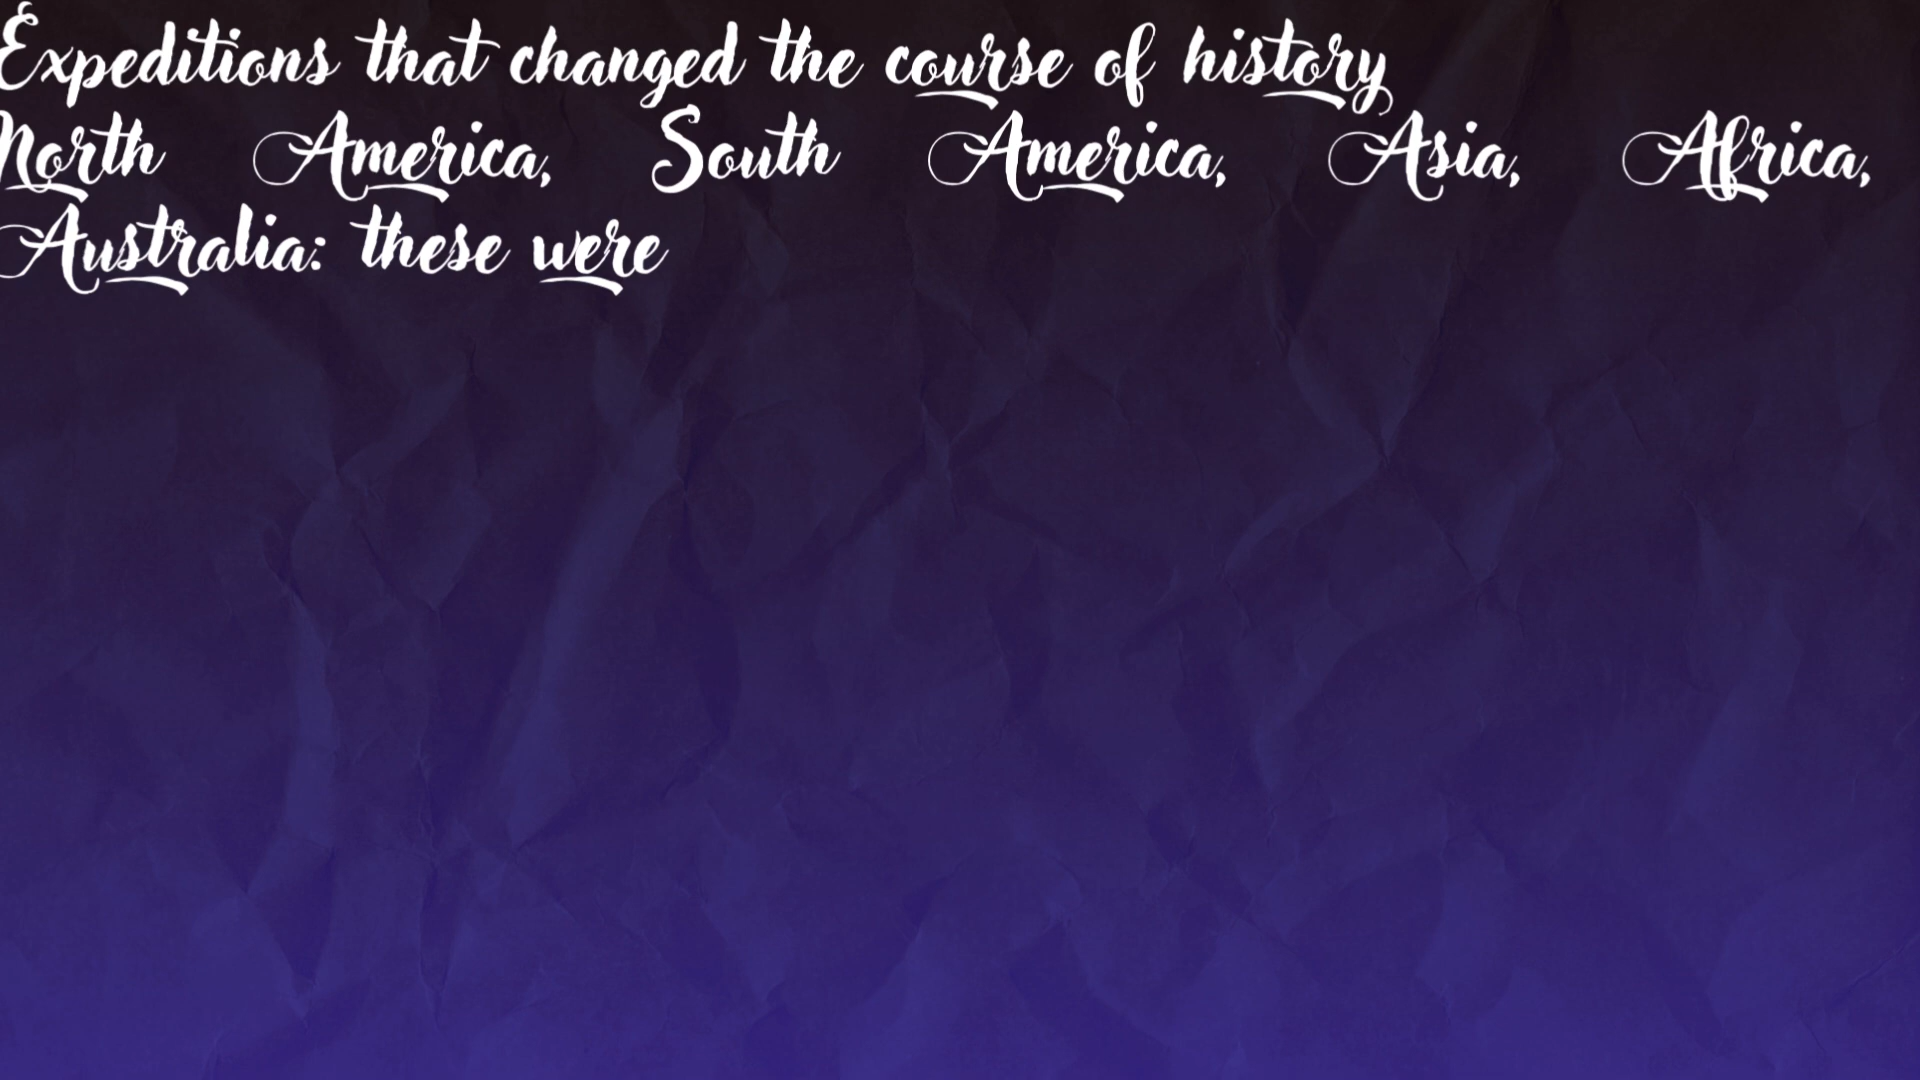 Expeditions that changed the course of history
North America, South America, Asia, Africa,
Australia: these were